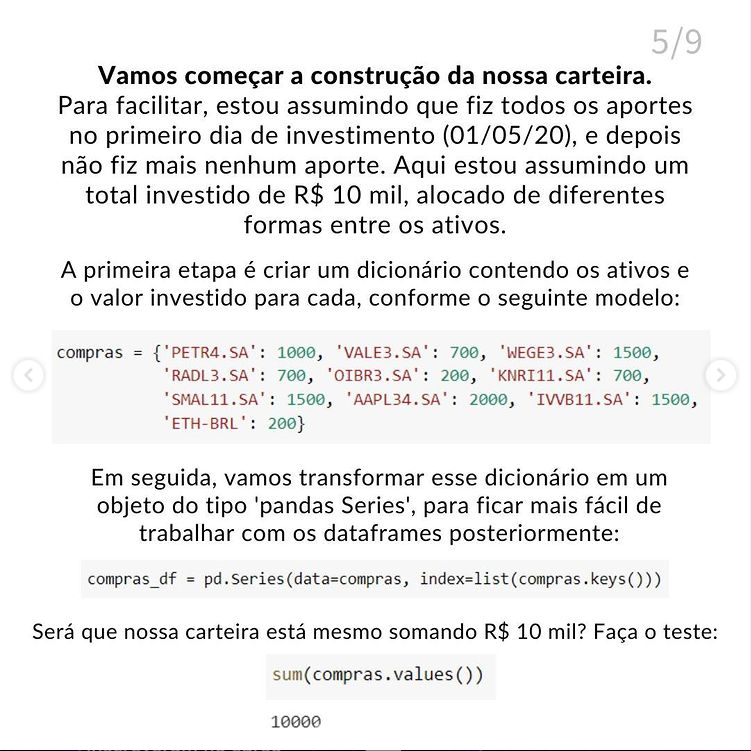 5/9
Vamos começar a construção da nossa carteira.
Para facilitar, estou assumindo que fiz todos os aportes
no primeiro dia de investimento (01/05/20), e depois
não fiz mais nenhum aporte. Aqui estou assumindo um
total investido de R$ 10 mil, alocado de diferentes
formas entre os ativos.
A primeira etapa é criar um dicionário contendo os ativos e
o valor investido para cada, conforme o seguinte modelo:
compras = {'PETR4.SA': 1000, 'VALE3.SA': 700, 'WEGE3.SA': 1500,
'RADL3.SA': 700, 'OIBR3.SA': 200, 'KNRI11.SA': 700,
'SMAL11.SA': 1500, 'AAPL34.SA': 2000, 'IVVB11.SA': 1500,
'ETH-BRL': 200}
Em seguida, vamos transformar esse dicionário em um
objeto do tipo 'pandas Series', para ficar mais fácil de
trabalhar com os dataframes posteriormente:
compras_df = pd.Series(data=compras, index=list(compras.keys()))
Será que nossa carteira está mesmo somando R$ 10 mil? Faça o teste:
sum(compras.values())
10000